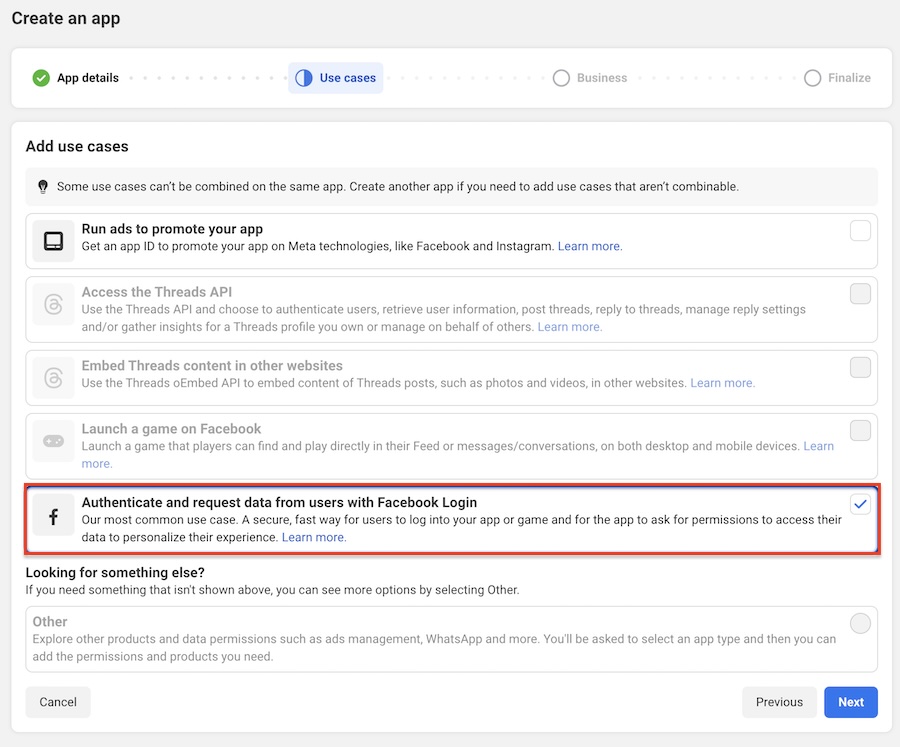 Create an app
App details
Use cases
Business
Finalize
Add use cases
Some use cases can't be combined on the same app. Create another app if you need to add use cases that aren't combinable.
Run ads to promote your app
Get an app ID to promote your app on Meta technologies, like Facebook and Instagram. Learn more.
Access the Threads API
Use the Threads API and choose to authenticate users, retrieve user information, post threads, reply to threads, manage reply settings
and/or gather insights for a Threads profile you own or manage on behalf of others. Learn more.
Embed Threads content in other websites
Use the Threads oEmbed API to embed content of Threads posts, such as photos and videos, in other websites. Learn more.
Launch a game on Facebook
Launch a game that players can find and play directly in their Feed or messages/conversations, on both desktop and mobile devices. Learn
more.
Authenticate and request data from users with Facebook Login
Our most common use case. A secure, fast way for users to log into your app or game and for the app to ask for permissions to access their
data to personalize their experience. Learn more.
Looking for something else?
If you need something that isn't shown above, you can see more options by selecting Other.
Other
Explore other products and data permissions such as ads management, WhatsApp and more. You'll be asked to select an app type and then you can
add the permissions and products you need.
Cancel
Previous
Next